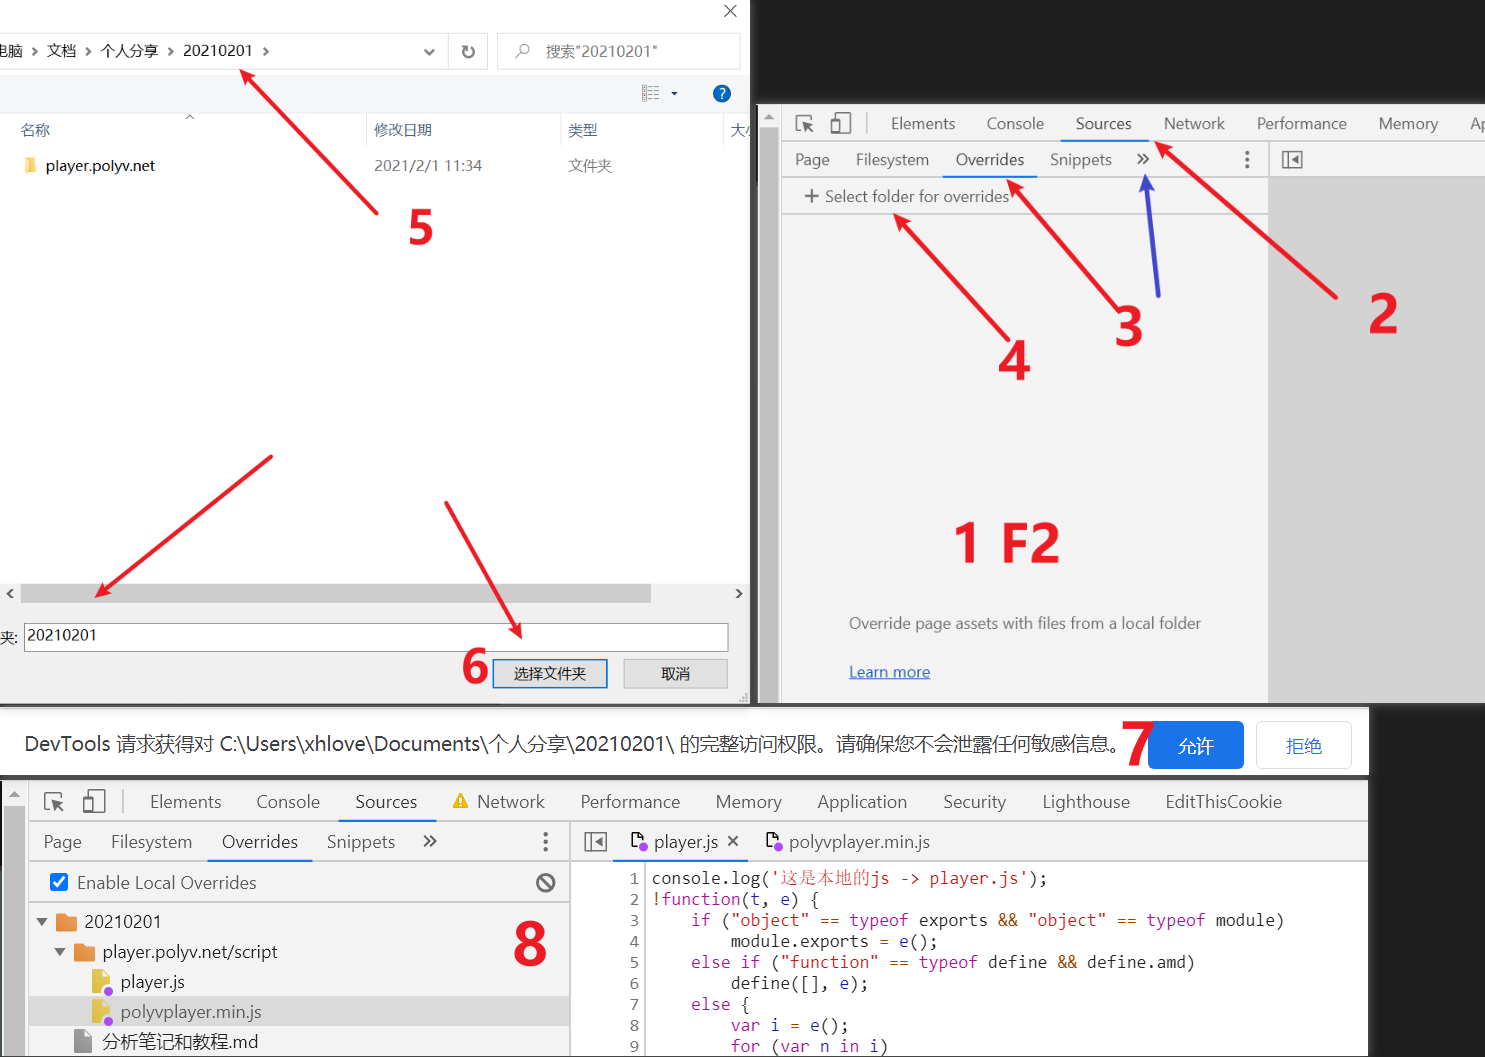 电脑 › 文档 › 个人分享 › 20210201 ›
搜索"20210201"
?
名称 修改日期 类型
player.polyv.net 2021/2/1 11:34 文件夹
5
夹: 20210201
6 选择文件夹 取消
Elements Console Sources Network Performance Memory Ap
Page Filesystem Overrides Snippets »
+ Select folder for overrides
2
3
4
1 F2
Override page assets with files from a local folder
Learn more
DevTools 请求获得对 C:\Users\xhlove\Documents\个人分享\20210201\ 的完整访问权限。请确保您不会泄露任何敏感信息。 7 允许 拒绝
Elements Console Sources Network Performance Memory Application Security Lighthouse EditThisCookie
Page Filesystem Overrides Snippets »
Enable Local Overrides
20210201
player.polyv.net/script
player.js
polyvplayer.min.js
分析笔记和教程.md
8
player.js × polyvplayer.min.js
1 console.log('这是本地的js -> player.js');
2 !function(t, e) {
3 if ("object" == typeof exports && "object" == typeof module)
4 module.exports = e();
5 else if ("function" == typeof define && define.amd)
6 define([], e);
7 else {
8 var i = e();
9 for (var n in i)